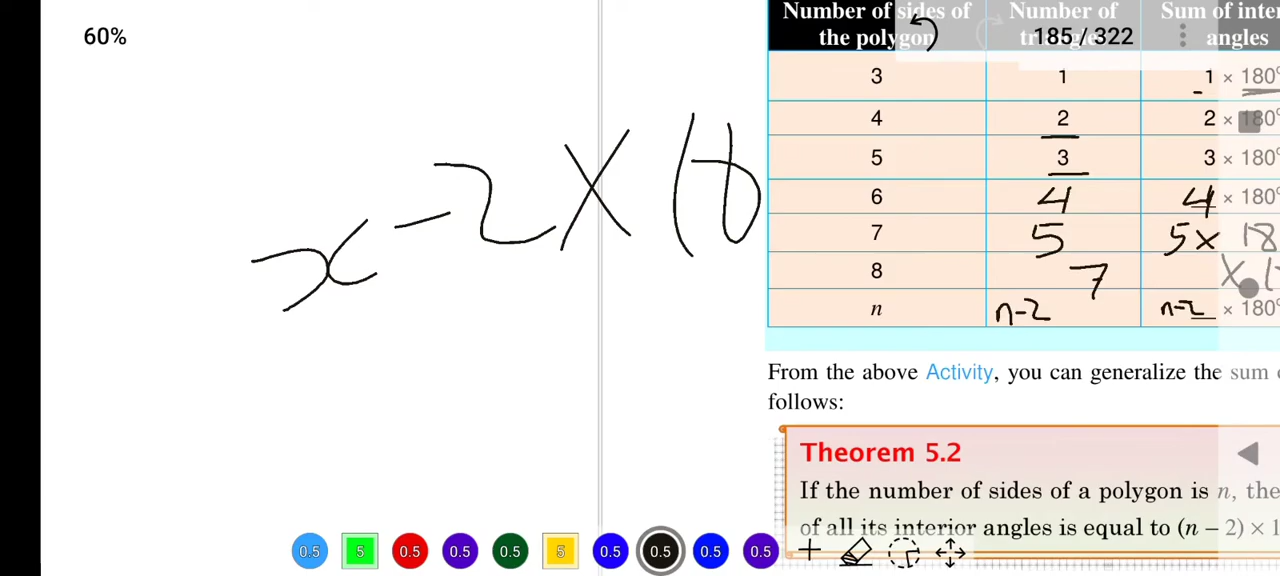 60%
185 / 322
Number of sides of the polygon Number of Sum of inter angles
3 1 1 × 180°
4 2 2 × 180°
5 3 3 × 180°
6 4 4 × 180°
7 5 5x 18
8 7 X
n n-2 n-2 × 180°
x - 2 X 18
From the above Activity, you can generalize the sum
follows:
Theorem 5.2
If the number of sides of a polygon is n, the
of all its interior angles is equal to (n – 2) × 1
0.5 5 0.5 0.5 0.5 5 0.5 0.5 0.5 0.5